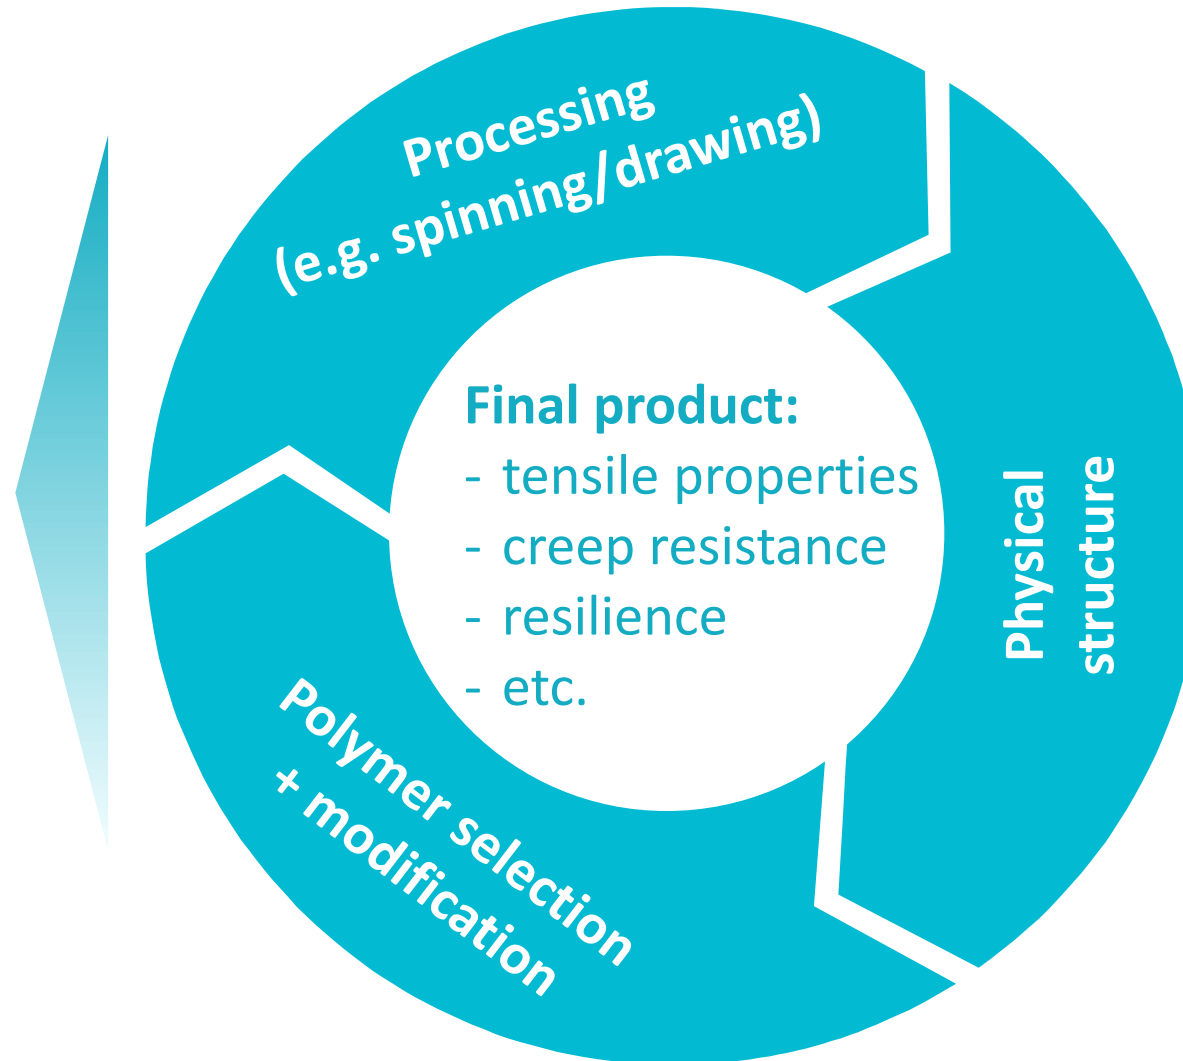 Processing
(e.g. spinning/drawing)
Final product:
- tensile properties
- creep resistance
- resilience
- etc.
Physical
structure
Polymer selection
+ modification